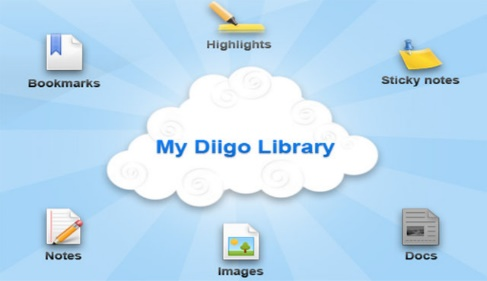 Highlights
Bookmarks
Sticky notes
My Diigo Library
Notes
Images
Docs